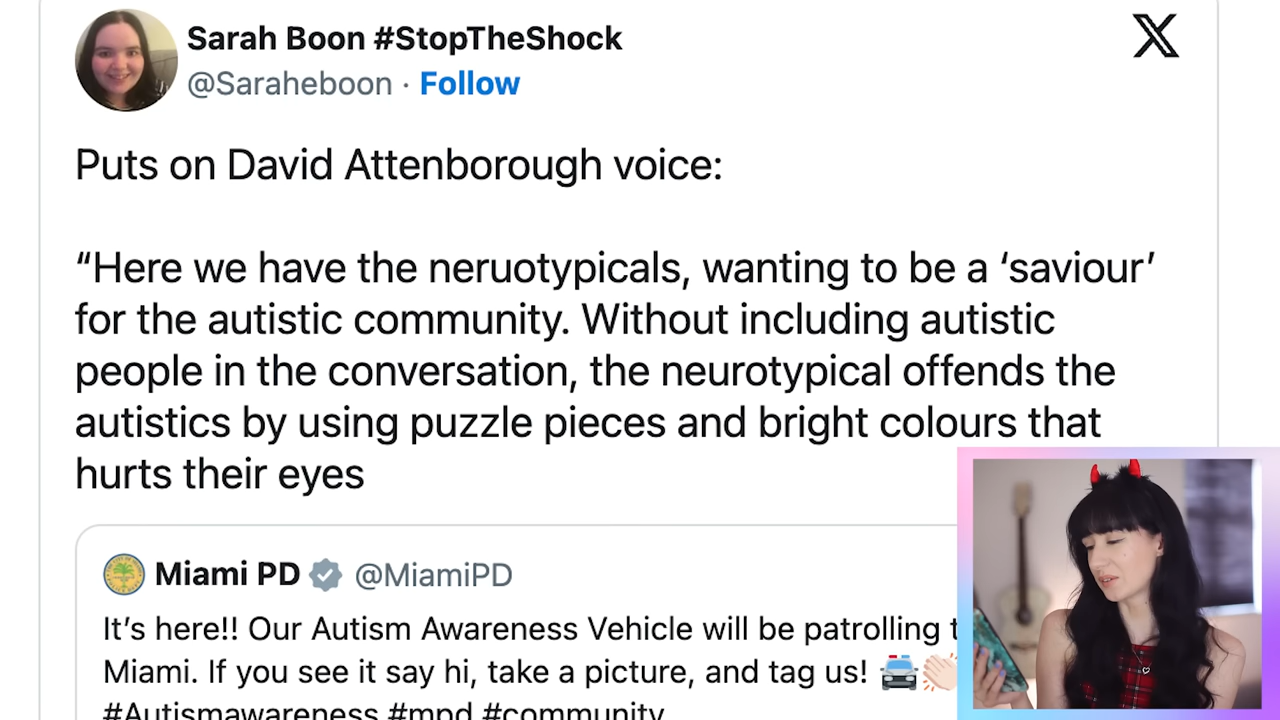 Sarah Boon #StopTheShock
@Saraheboon · Follow
Puts on David Attenborough voice:
“Here we have the neruotypicals, wanting to be a ‘saviour’
for the autistic community. Without including autistic
people in the conversation, the neurotypical offends the
autistics by using puzzle pieces and bright colours that
hurts their eyes
Miami PD @MiamiPD
It’s here!! Our Autism Awareness Vehicle will be patrolling
Miami. If you see it say hi, take a picture, and tag us! 🚔👏🏻
#Autismawareness #mpd #community